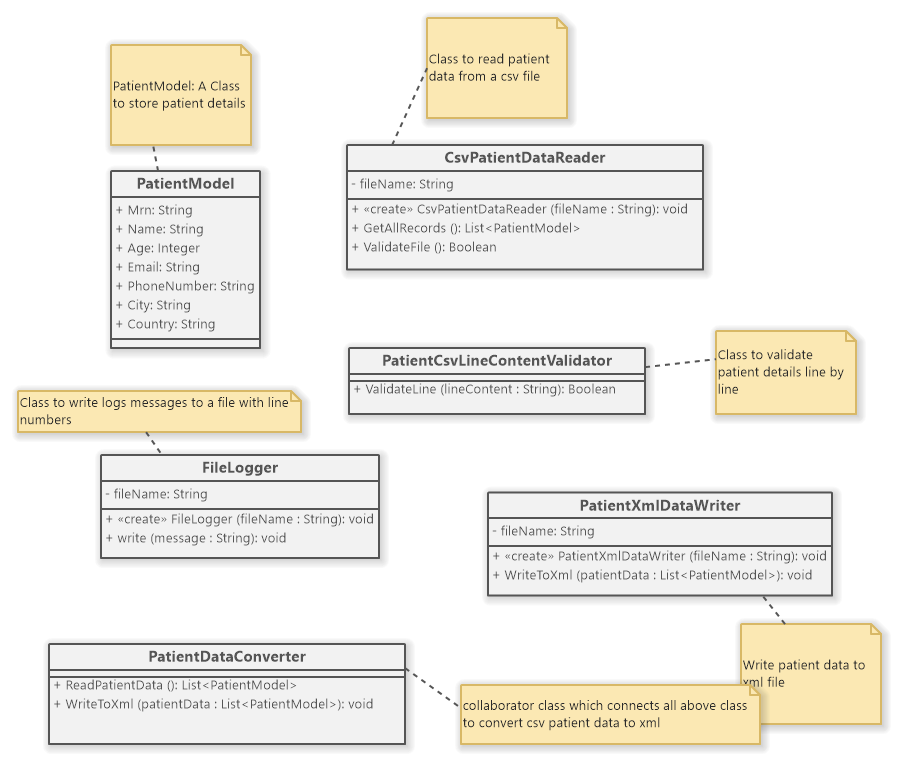 Class to read patient
data from a csv file
PatientModel: A Class
to store patient details
CsvPatientDataReader
- fileName: String
+ «create» CsvPatientDataReader (fileName : String): void
+ GetAllRecords (): List<PatientModel>
+ ValidateFile (): Boolean
PatientModel
+ Mrn: String
+ Name: String
+ Age: Integer
+ Email: String
+ PhoneNumber: String
+ City: String
+ Country: String
PatientCsvLineContentValidator
+ ValidateLine (lineContent : String): Boolean
Class to validate
patient details line by
line
Class to write logs messages to a file with line
numbers
FileLogger
- fileName: String
+ «create» FileLogger (fileName : String): void
+ write (message : String): void
PatientXmlDataWriter
- fileName: String
+ «create» PatientXmlDataWriter (fileName : String): void
+ WriteToXml (patientData : List<PatientModel>): void
Write patient data to
xml file
PatientDataConverter
+ ReadPatientData (): List<PatientModel>
+ WriteToXml (patientData : List<PatientModel>): void
collaborator class which connects all above class
to convert csv patient data to xml